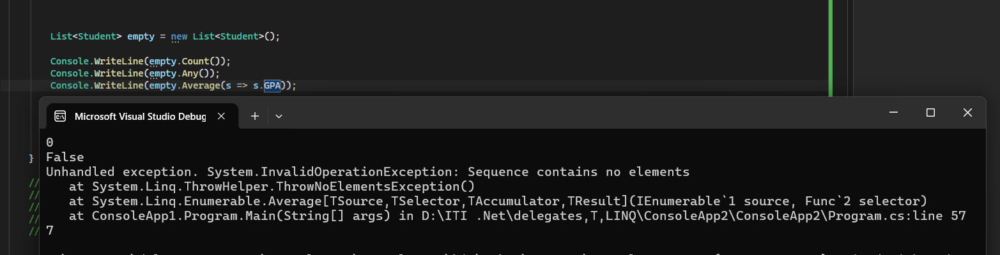 List<Student> empty = new List<Student>();
Console.WriteLine(empty.Count());
Console.WriteLine(empty.Any());
Console.WriteLine(empty.Average(s => s.GPA));
Microsoft Visual Studio Debug
0
}
False
Unhandled exception. System.InvalidOperationException: Sequence contains no elements
//
at System.Linq.ThrowHelper.ThrowNoElementsException()
//
at System.Linq.Enumerable.Average[TSource,TSelector,TAccumulator,TResult](IEnumerable`1 source, Func`2 selector)
//
at ConsoleApp1.Program.Main(String[] args) in D:\ITI .Net\delegates,T,LINQ\ConsoleApp2\ConsoleApp2\Program.cs:line 57
//
7
//